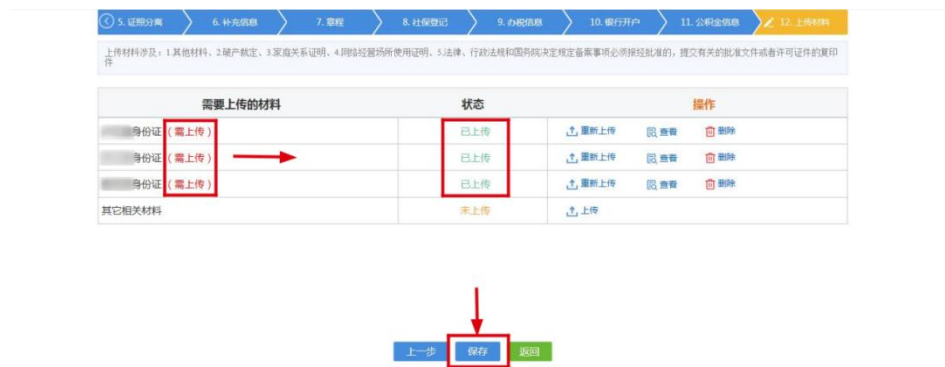 5. 证照分离 6. 补充信息 7. 章程 8. 社保登记 9. 办税信息 10. 银行开户 11. 公积金信息 12. 上传材料
上传材料涉及：1.其他材料、2.破产裁定、3.家庭关系证明、4.网络经营场所使用证明、5.法律、行政法规和国务院决定规定备案事项必须报经批准的，提交有关的批准文件或者许可证件的复印
件
需要上传的材料 状态 操作
身份证（需上传） 已上传 重新上传 查看 删除
身份证（需上传） 已上传 重新上传 查看 删除
身份证（需上传） 已上传 重新上传 查看 删除
其它相关材料 未上传 上传
上一步 保存 返回